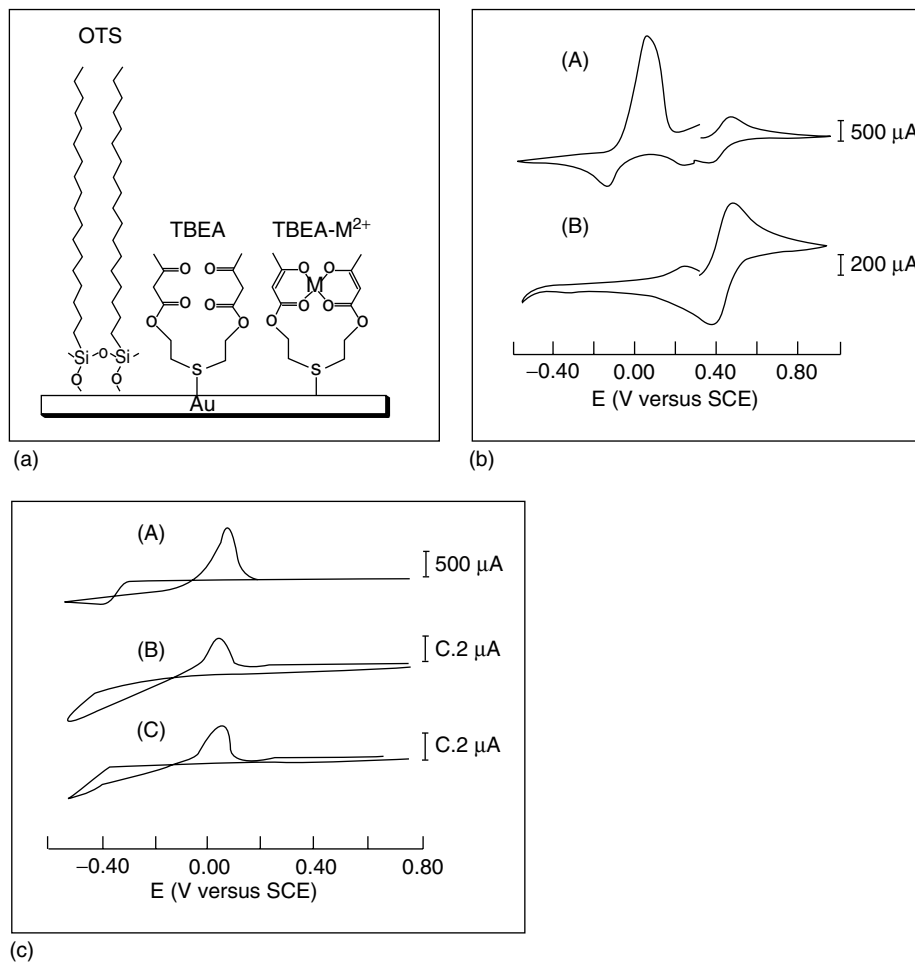 OTS
TBEA
TBEA-M2+
O
O
O
O
O
O
M
O
O
O
O
O
O
Si
O
Si
O
O
S
S
Au
(a)
(A)
500 µA
(B)
200 µA
−0.40 0.00 0.40 0.80
E (V versus SCE)
(b)
(A)
500 µA
(B)
C.2 µA
(C)
C.2 µA
−0.40 0.00 0.40 0.80
E (V versus SCE)
(c)